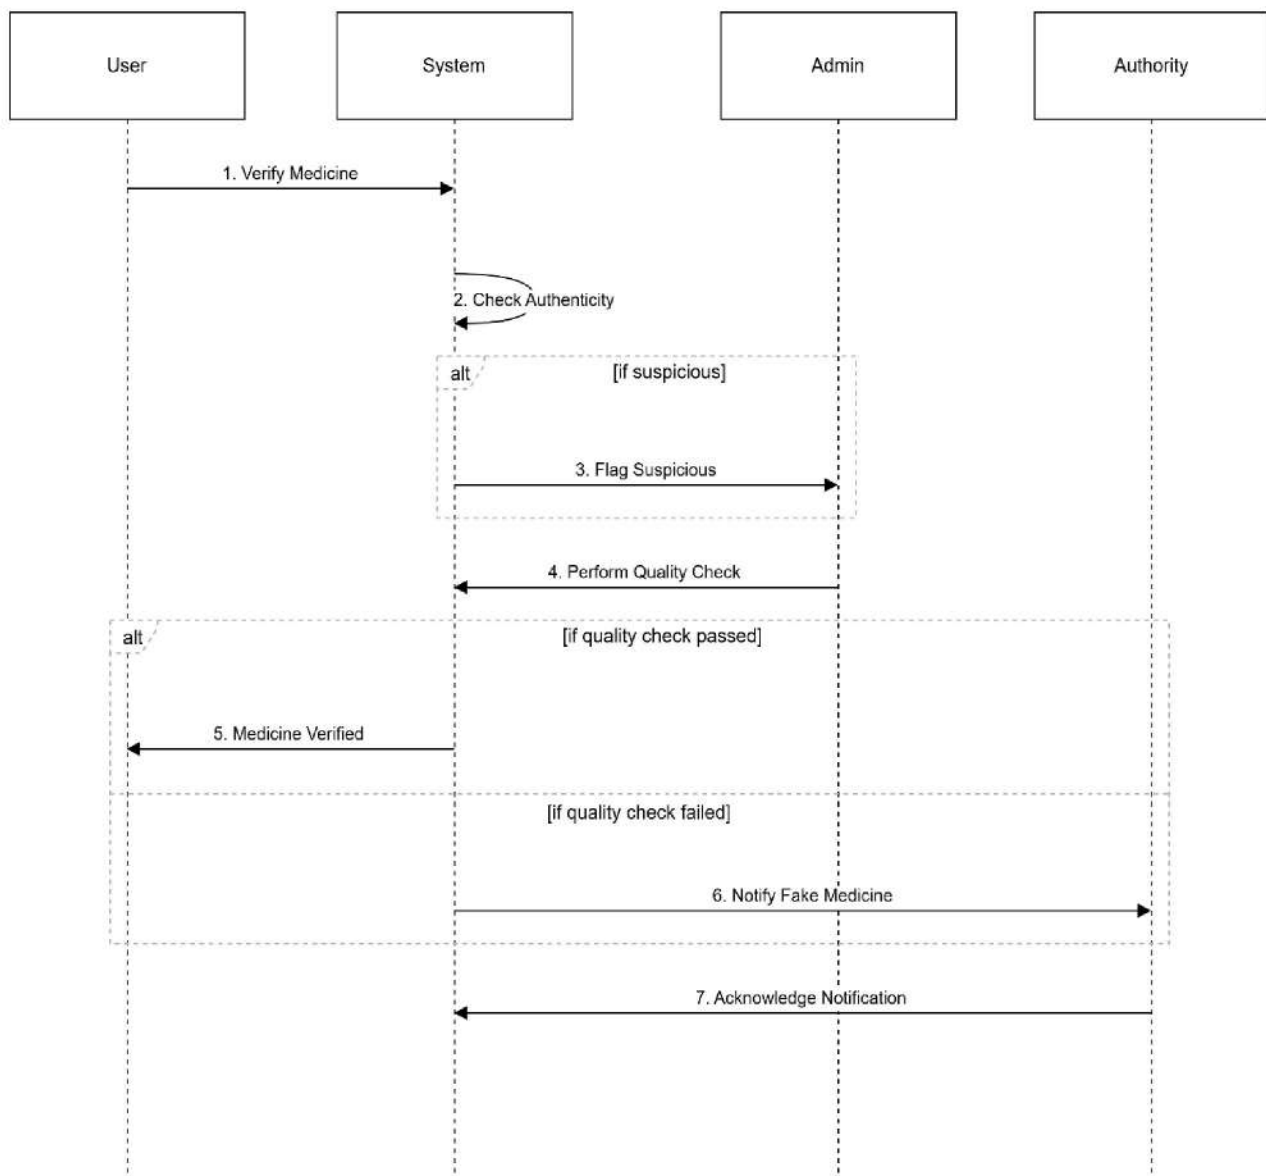 User
System
Admin
Authority
1. Verify Medicine
2. Check Authenticity
alt
[if suspicious]
3. Flag Suspicious
4. Perform Quality Check
alt
[if quality check passed]
5. Medicine Verified
[if quality check failed]
6. Notify Fake Medicine
7. Acknowledge Notification